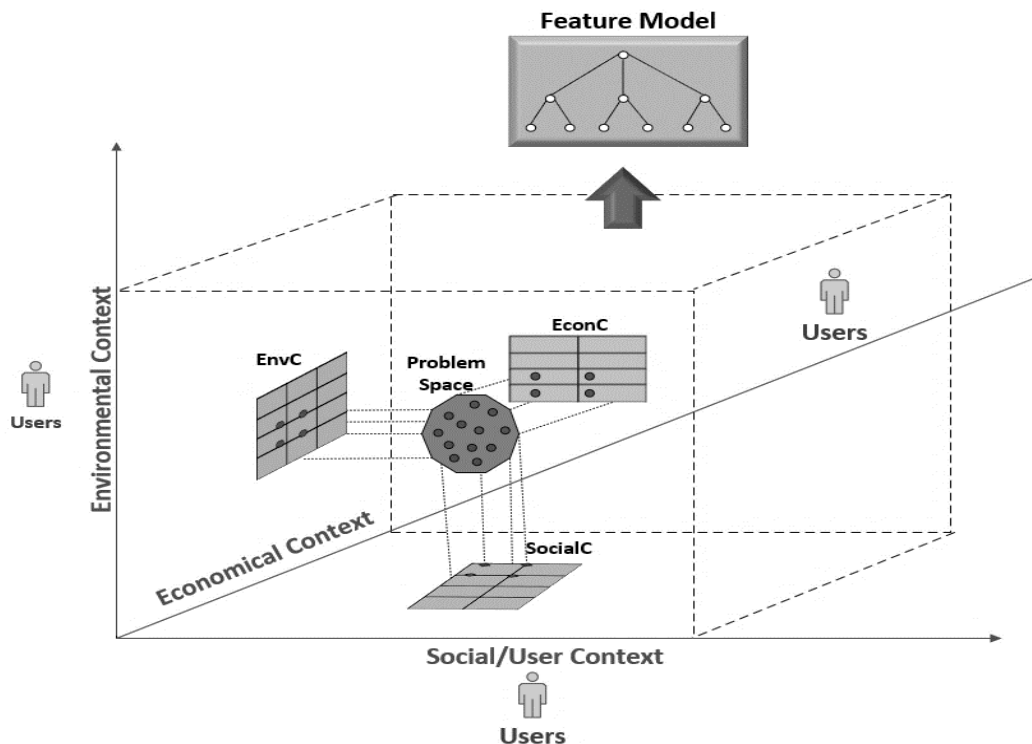 Feature Model
Environmental Context
Users
EconC
EnvC
Problem
Space
Users
Economical Context
SocialC
Social/User Context
Users